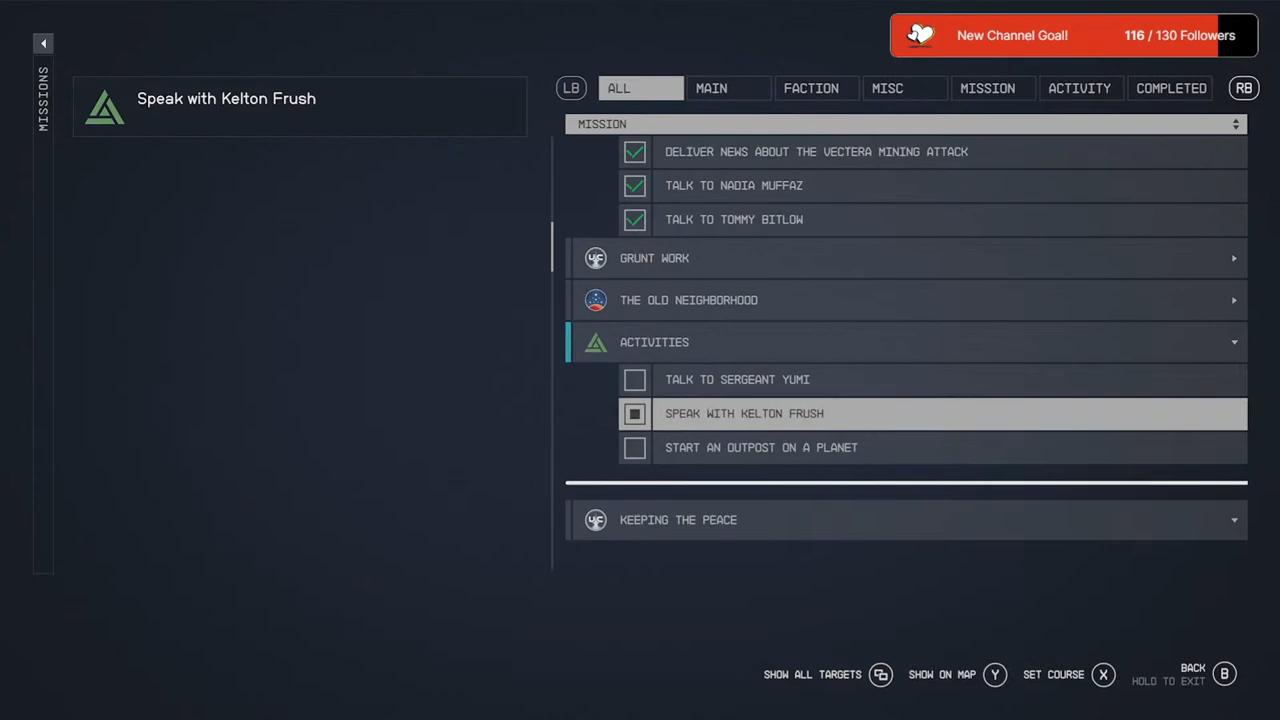 New Channel Goal! 116 / 130 Followers
MISSIONS
Speak with Kelton Frush
LB ALL MAIN FACTION MISC MISSION ACTIVITY COMPLETED RB
MISSION
DELIVER NEWS ABOUT THE VECTERA MINING ATTACK
TALK TO NADIA MUFFAZ
TALK TO TOMMY BITLOW
UC GRUNT WORK
THE OLD NEIGHBORHOOD
ACTIVITIES
TALK TO SERGEANT YUMI
SPEAK WITH KELTON FRUSH
START AN OUTPOST ON A PLANET
UC KEEPING THE PEACE
SHOW ALL TARGETS SHOW ON MAP Y SET COURSE X BACK B
HOLD TO EXIT